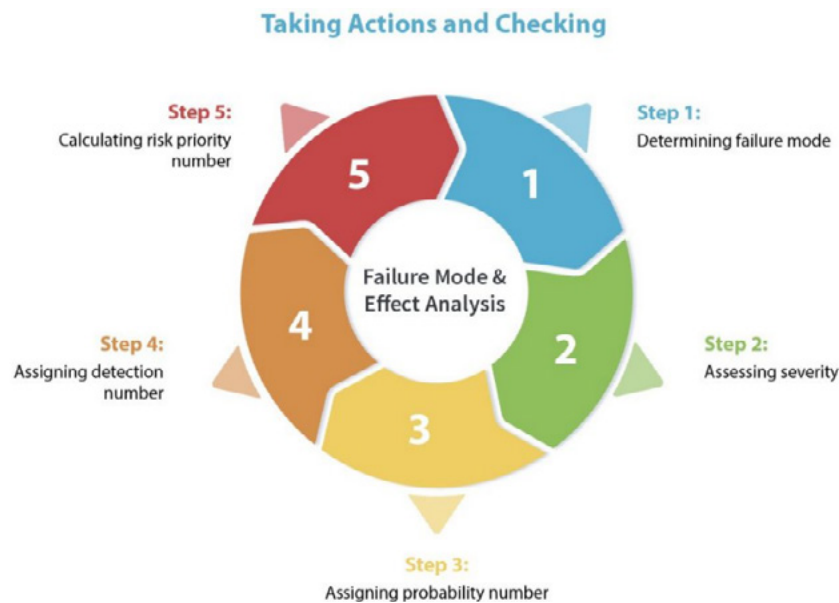 Taking Actions and Checking
Step 1:
Determining failure mode
Step 2:
Assessing severity
Step 3:
Assigning probability number
Step 4:
Assigning detection
number
Step 5:
Calculating risk priority
number
1
2
3
4
5
Failure Mode &
Effect Analysis